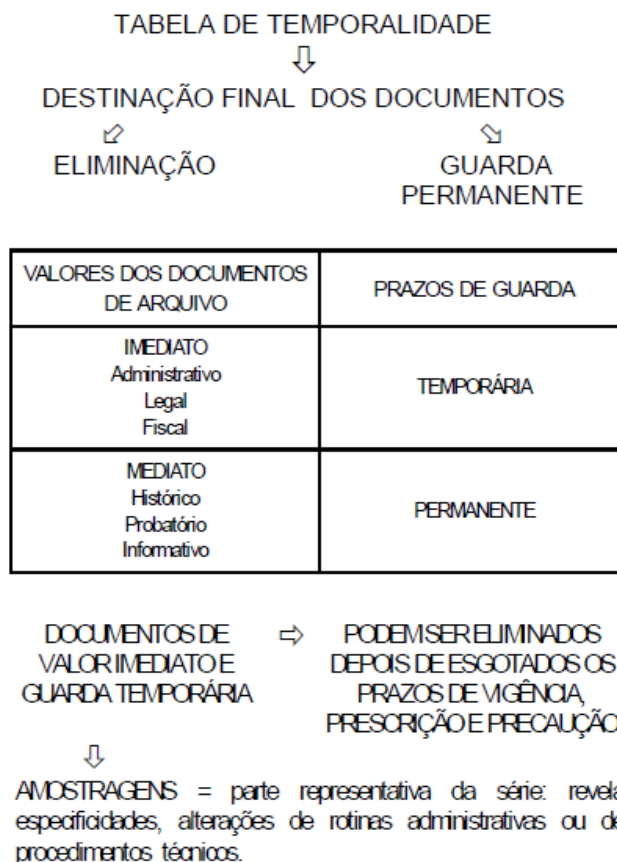 TABELA DE TEMPORALIDADE
⇩
DESTINAÇÃO FINAL DOS DOCUMENTOS
ELIMINAÇÃO
GUARDA
PERMANENTE
VALORES DOS DOCUMENTOS
DE ARQUIVO
PRAZOS DE GUARDA
IMEDIATO
Administrativo
Legal
Fiscal
TEMPORÁRIA
MEDIATO
Histórico
Probatório
Informativo
PERMANENTE
DOCUMENTOS DE
VALOR IMEDIATO E
GUARDA TEMPORÁRIA
⇨
PODEM SER ELIMINADOS
DEPOIS DE ESGOTADOS OS
PRAZOS DE VIGÊNCIA,
PRESCRIÇÃO E PRECAUÇÃO
⇩
AMOSTRAGENS = parte representativa da série: revela
especificidades, alterações de rotinas administrativas ou de
procedimentos técnicos.